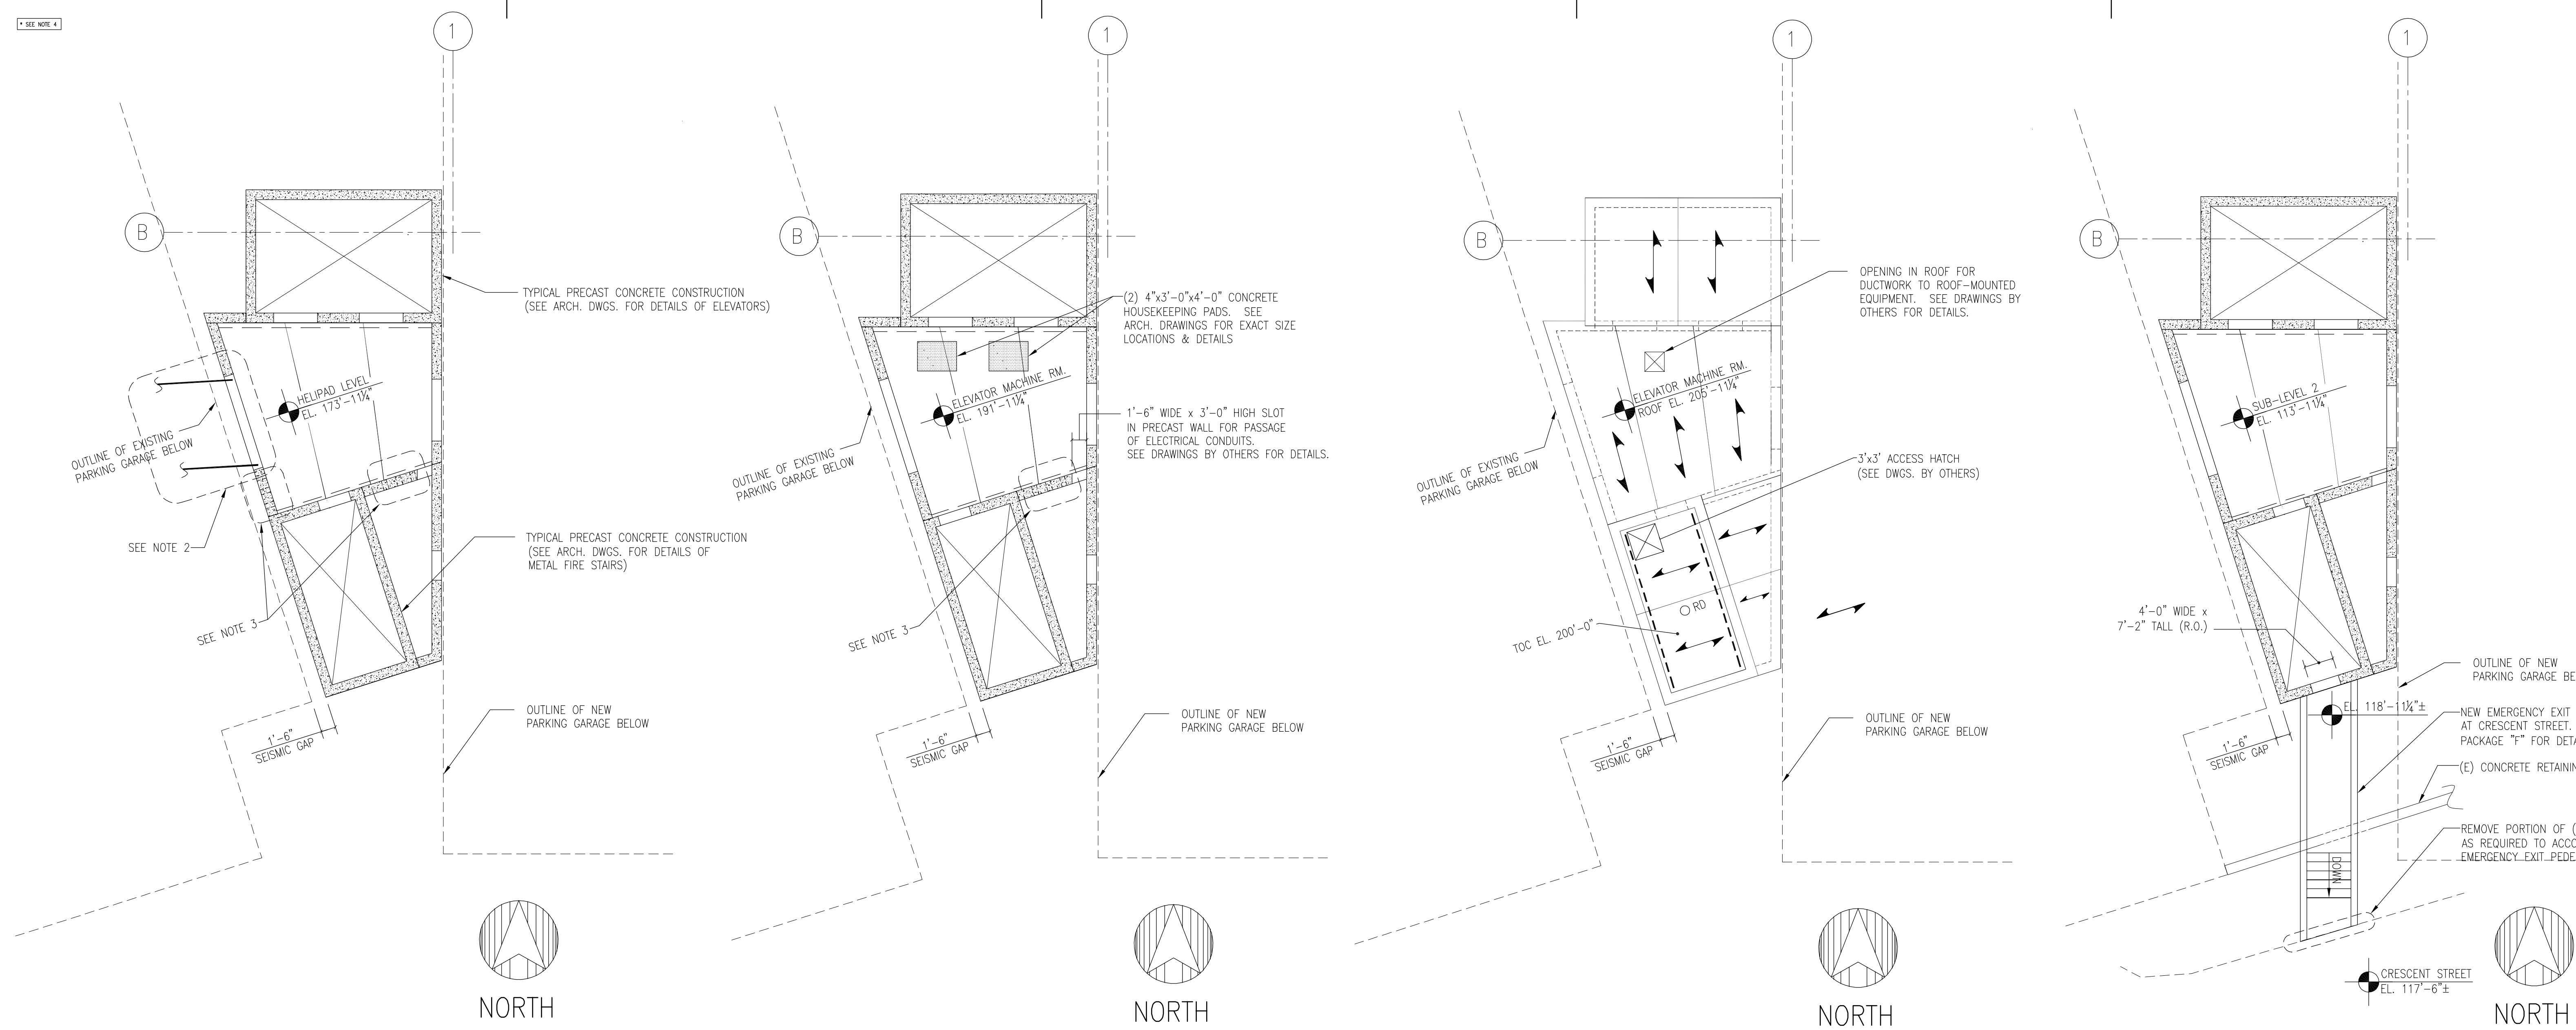 * SEE NOTE 4
1
B
TYPICAL PRECAST CONCRETE CONSTRUCTION
(SEE ARCH. DWGS. FOR DETAILS OF ELEVATORS)
HELIPAD LEVEL
EL. 173'-11¼"
OUTLINE OF EXISTING
PARKING GARAGE BELOW
SEE NOTE 2
SEE NOTE 3
TYPICAL PRECAST CONCRETE CONSTRUCTION
(SEE ARCH. DWGS. FOR DETAILS OF
METAL FIRE STAIRS)
OUTLINE OF NEW
PARKING GARAGE BELOW
1'-6"
SEISMIC GAP
NORTH
1
B
(2) 4"x3'-0"x4'-0" CONCRETE
HOUSEKEEPING PADS. SEE
ARCH. DRAWINGS FOR EXACT SIZE
LOCATIONS & DETAILS
ELEVATOR MACHINE RM.
EL. 191'-11¼"
1'-6" WIDE x 3'-0" HIGH SLOT
IN PRECAST WALL FOR PASSAGE
OF ELECTRICAL CONDUITS.
SEE DRAWINGS BY OTHERS FOR DETAILS.
OUTLINE OF EXISTING
PARKING GARAGE BELOW
SEE NOTE 3
OUTLINE OF NEW
PARKING GARAGE BELOW
1'-6"
SEISMIC GAP
NORTH
1
B
OPENING IN ROOF FOR
DUCTWORK TO ROOF-MOUNTED
EQUIPMENT. SEE DRAWINGS BY
OTHERS FOR DETAILS.
ELEVATOR MACHINE RM.
ROOF EL. 205'-11¼"
OUTLINE OF EXISTING
PARKING GARAGE BELOW
3'x3' ACCESS HATCH
(SEE DWGS. BY OTHERS)
RD
TOC EL. 200'-0"
OUTLINE OF NEW
PARKING GARAGE BELOW
1'-6"
SEISMIC GAP
NORTH
1
B
SUB-LEVEL 2
EL. 113'-11¼"
4'-0" WIDE x
7'-2" TALL (R.O.)
OUTLINE OF NEW
PARKING GARAGE BE
EL. 118'-11¼"±
NEW EMERGENCY EXIT
AT CRESCENT STREET.
PACKAGE "F" FOR DETA
1'-6"
SEISMIC GAP
(E) CONCRETE RETAININ
REMOVE PORTION OF (
AS REQUIRED TO ACCO
EMERGENCY EXIT PEDE
DOWN
CRESCENT STREET
EL. 117'-6"±
NORTH